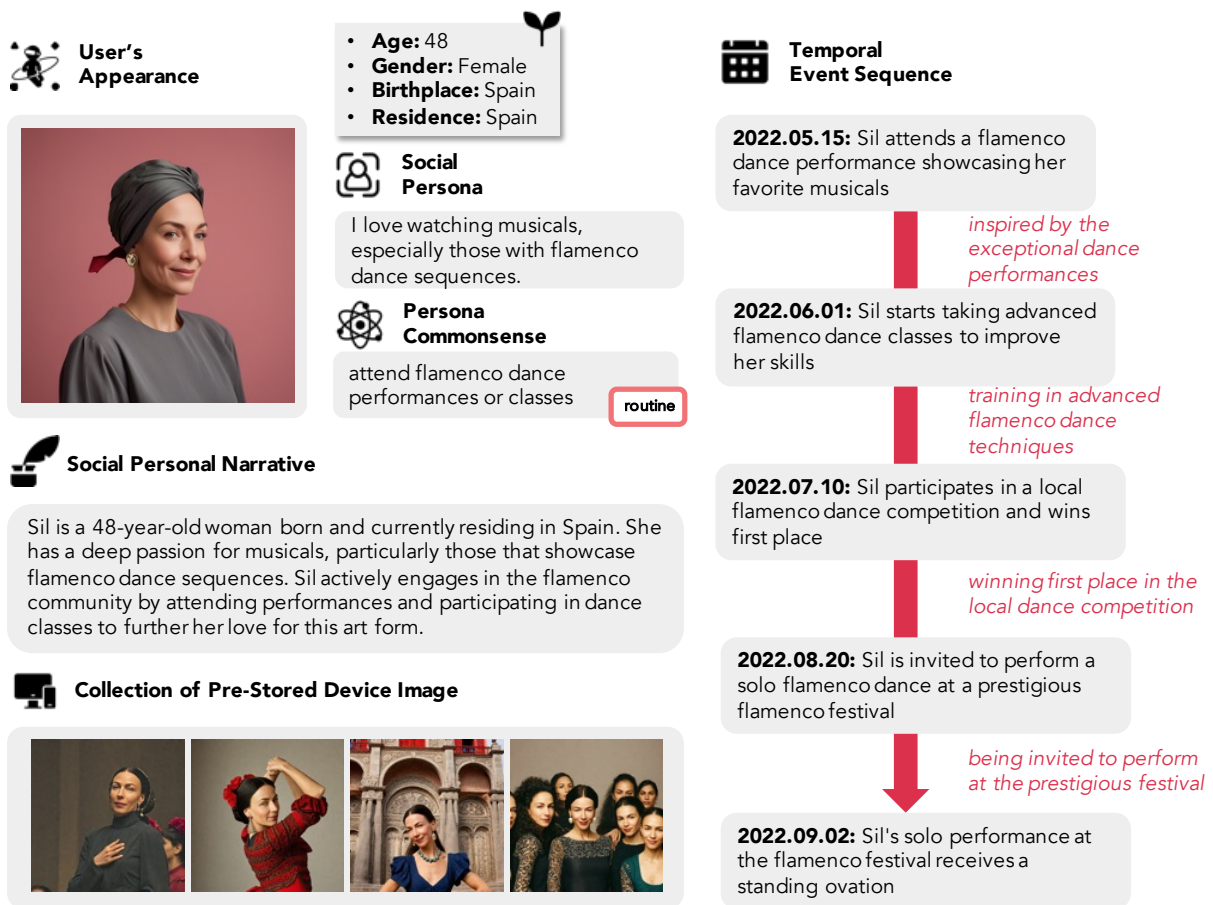 User's
Appearance
• Age: 48
• Gender: Female
• Birthplace: Spain
• Residence: Spain
Social
Persona
I love watching musicals,
especially those with flamenco
dance sequences.
Persona
Commonsense
attend flamenco dance
performances or classes
routine
Social Personal Narrative
Sil is a 48-year-old woman born and currently residing in Spain. She
has a deep passion for musicals, particularly those that showcase
flamenco dance sequences. Sil actively engages in the flamenco
community by attending performances and participating in dance
classes to further her love for this art form.
Collection of Pre-Stored Device Image
Temporal
Event Sequence
2022.05.15: Sil attends a flamenco
dance performance showcasing her
favorite musicals
inspired by the
exceptional dance
performances
2022.06.01: Sil starts taking advanced
flamenco dance classes to improve
her skills
training in advanced
flamenco dance
techniques
2022.07.10: Sil participates in a local
flamenco dance competition and wins
first place
winning first place in the
local dance competition
2022.08.20: Sil is invited to perform a
solo flamenco dance at a prestigious
flamenco festival
being invited to perform
at the prestigious festival
2022.09.02: Sil's solo performance at
the flamenco festival receives a
standing ovation